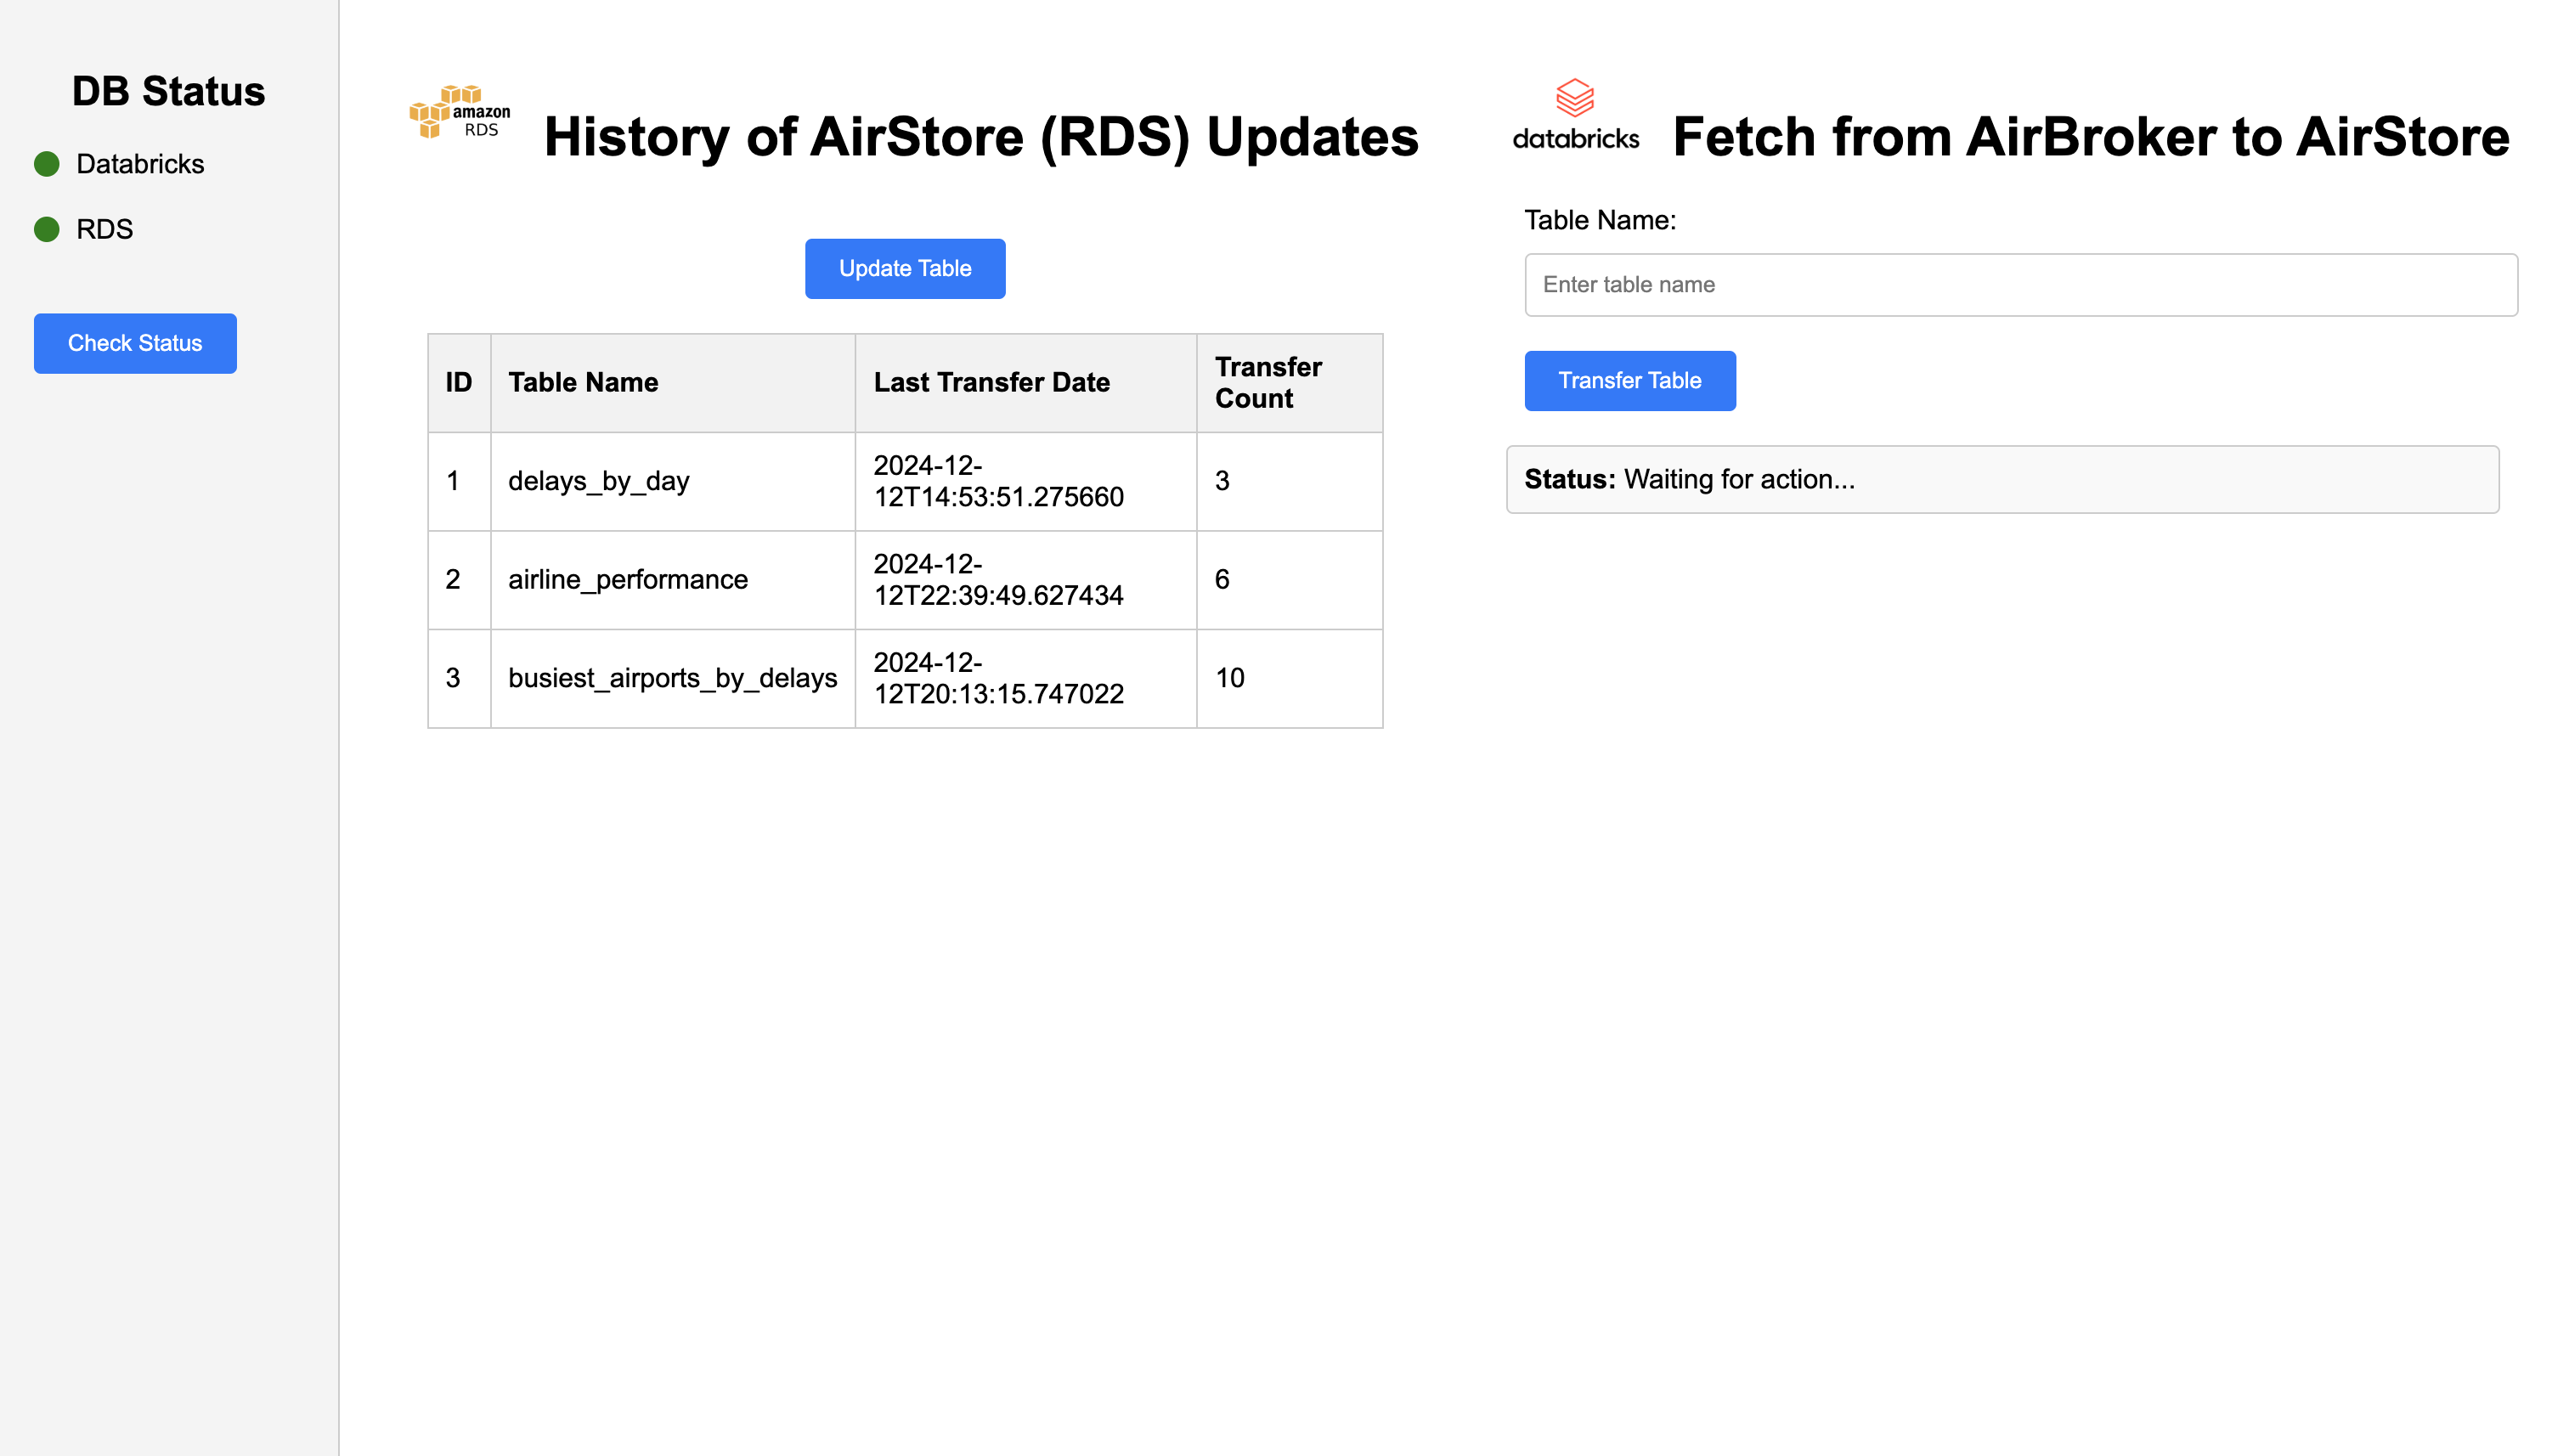 DB Status
Databricks
RDS
Check Status
amazon
RDS
History of AirStore (RDS) Updates
Update Table
ID Table Name Last Transfer Date Transfer
Count
1 delays_by_day 2024-12-
12T14:53:51.275660 3
2 airline_performance 2024-12-
12T22:39:49.627434 6
3 busiest_airports_by_delays 2024-12-
12T20:13:15.747022 10
databricks
Fetch from AirBroker to AirStore
Table Name:
Enter table name
Transfer Table
Status: Waiting for action...